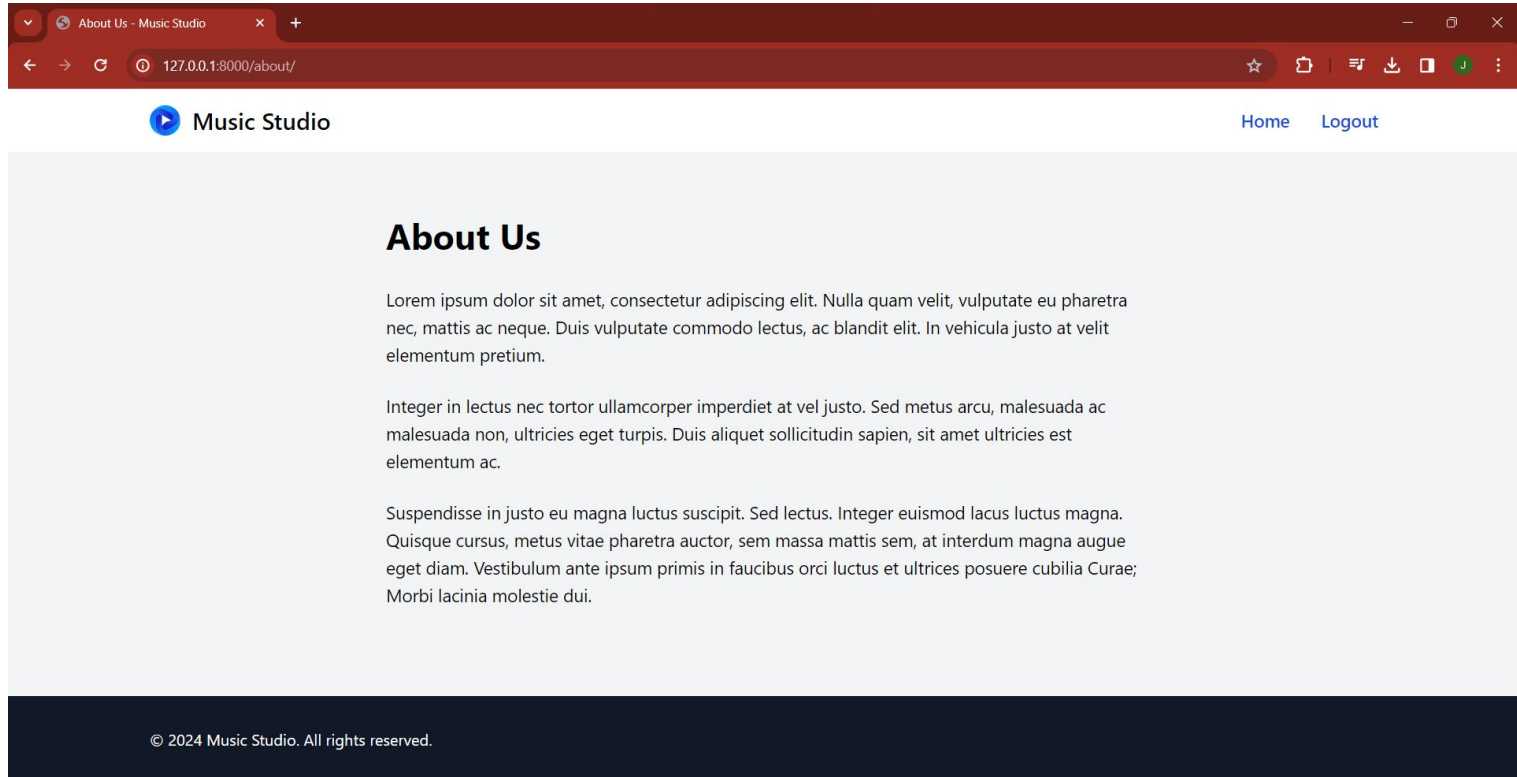 About Us - Music Studio
127.0.0.1:8000/about/
J
Music Studio
Home
Logout
About Us
Lorem ipsum dolor sit amet, consectetur adipiscing elit. Nulla quam velit, vulputate eu pharetra
nec, mattis ac neque. Duis vulputate commodo lectus, ac blandit elit. In vehicula justo at velit
elementum pretium.
Integer in lectus nec tortor ullamcorper imperdiet at vel justo. Sed metus arcu, malesuada ac
malesuada non, ultricies eget turpis. Duis aliquet sollicitudin sapien, sit amet ultricies est
elementum ac.
Suspendisse in justo eu magna luctus suscipit. Sed lectus. Integer euismod lacus luctus magna.
Quisque cursus, metus vitae pharetra auctor, sem massa mattis sem, at interdum magna augue
eget diam. Vestibulum ante ipsum primis in faucibus orci luctus et ultrices posuere cubilia Curae;
Morbi lacinia molestie dui.
© 2024 Music Studio. All rights reserved.